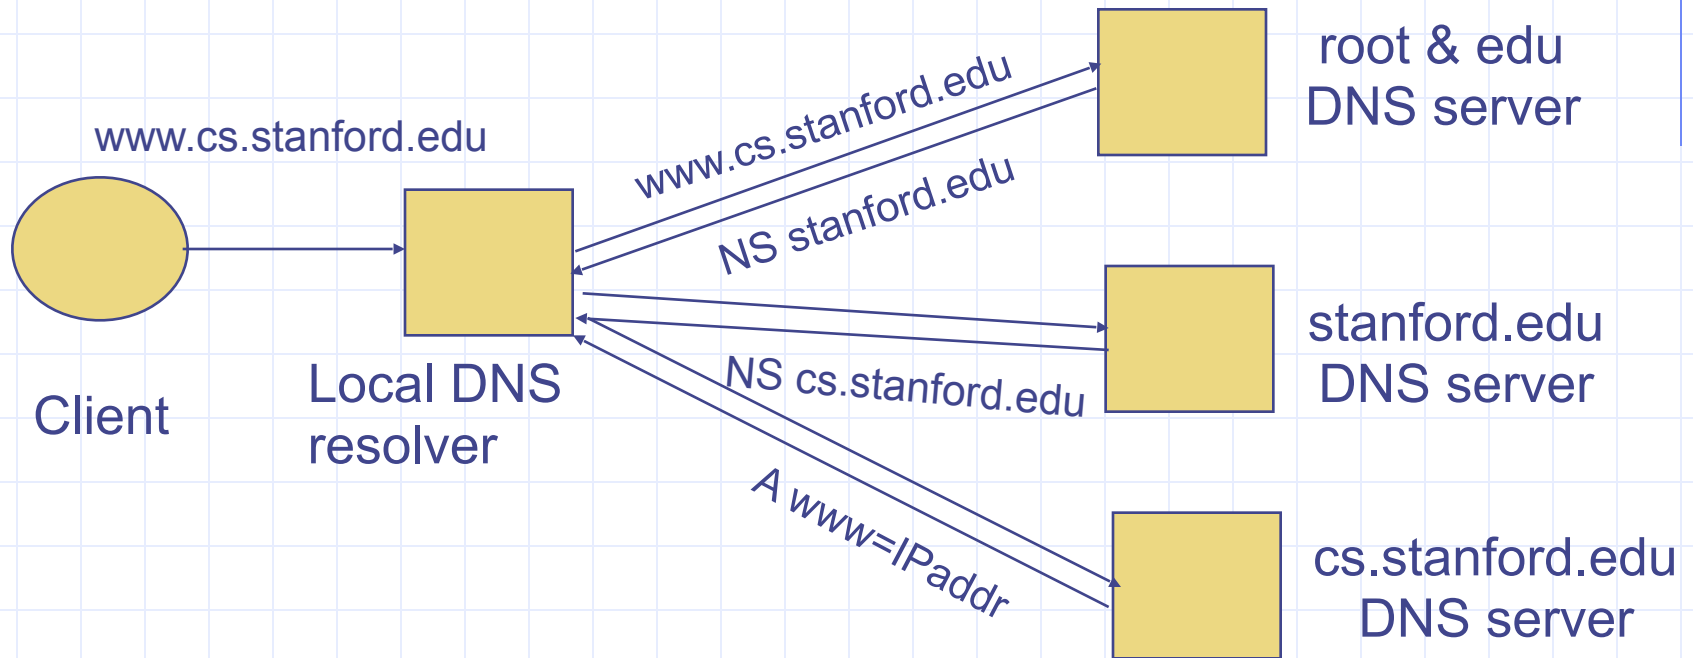 root & edu
DNS server
www.cs.stanford.edu
www.cs.stanford.edu
NS stanford.edu
Client
Local DNS
resolver
stanford.edu
DNS server
NS cs.stanford.edu
A www=IPaddr
cs.stanford.edu
DNS server